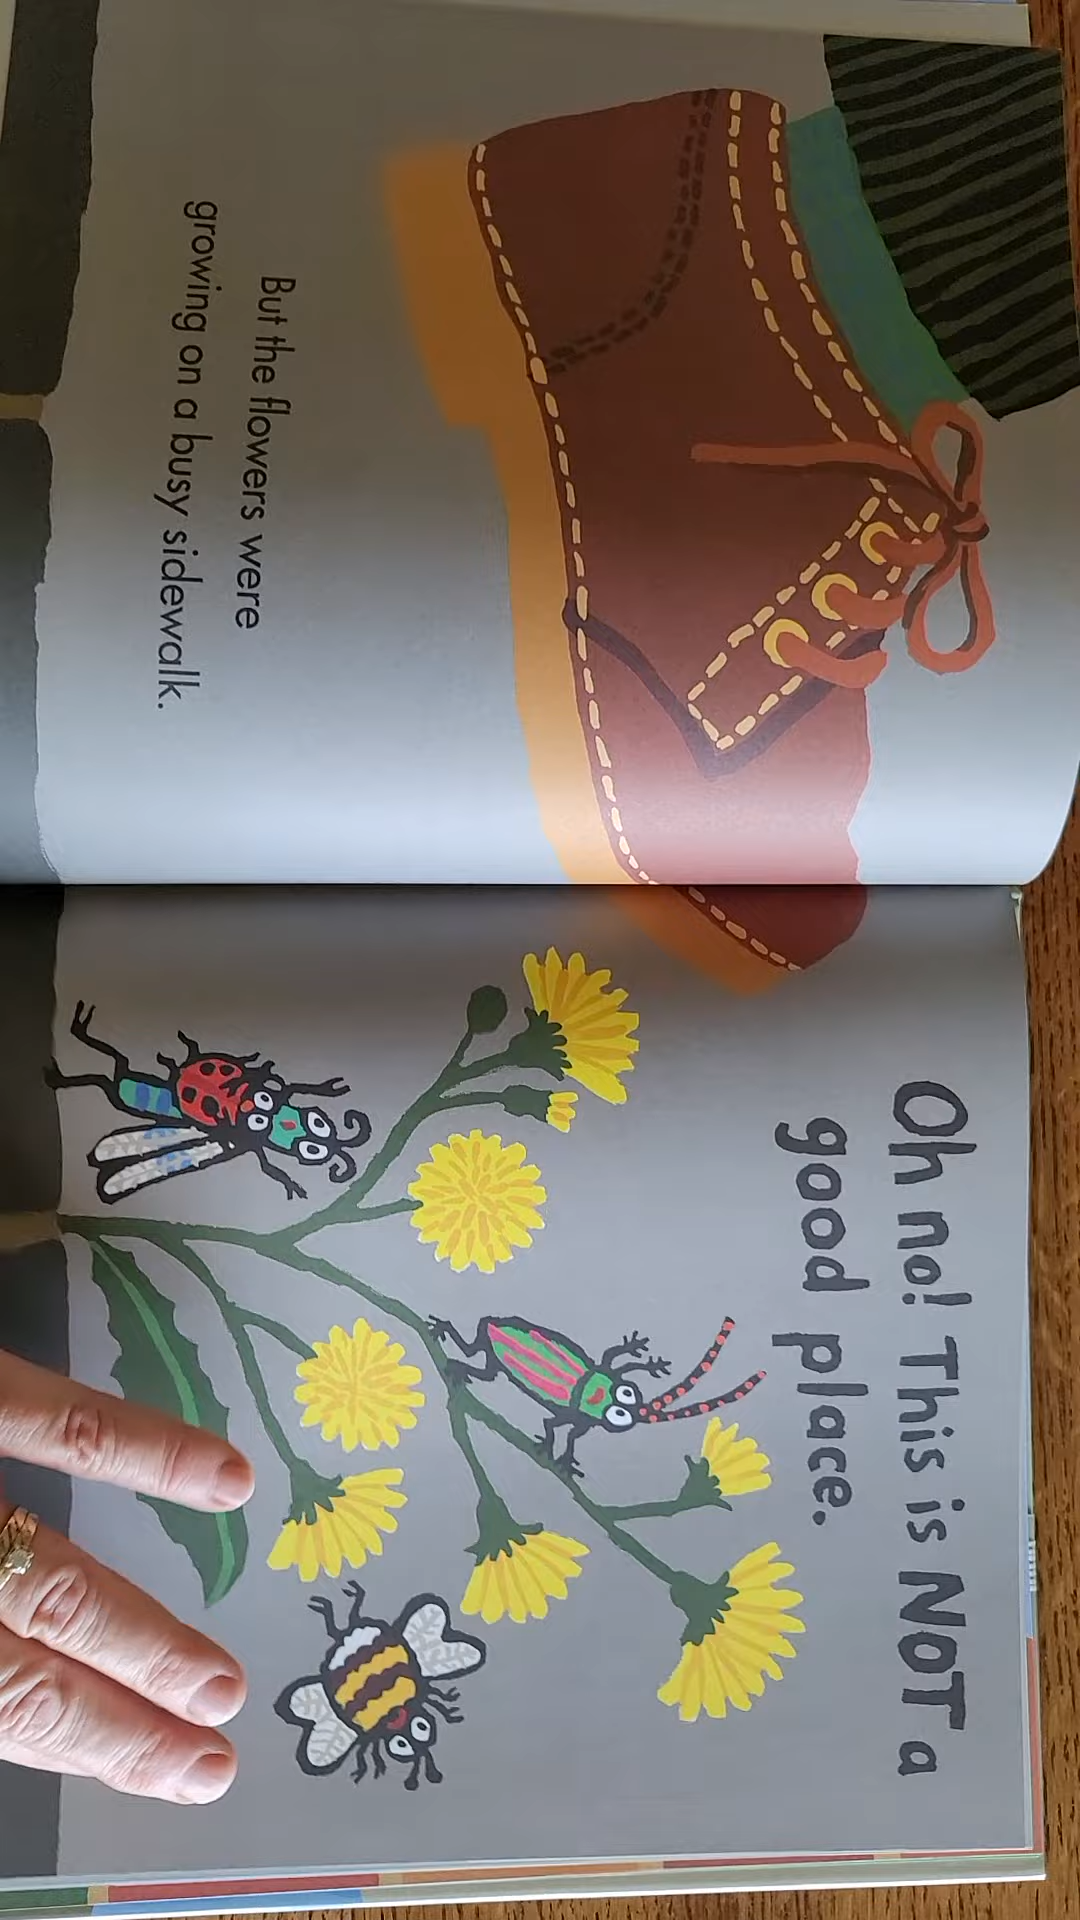 But the flowers were
growing on a busy sidewalk.
Oh no! This is NOT a
good place.